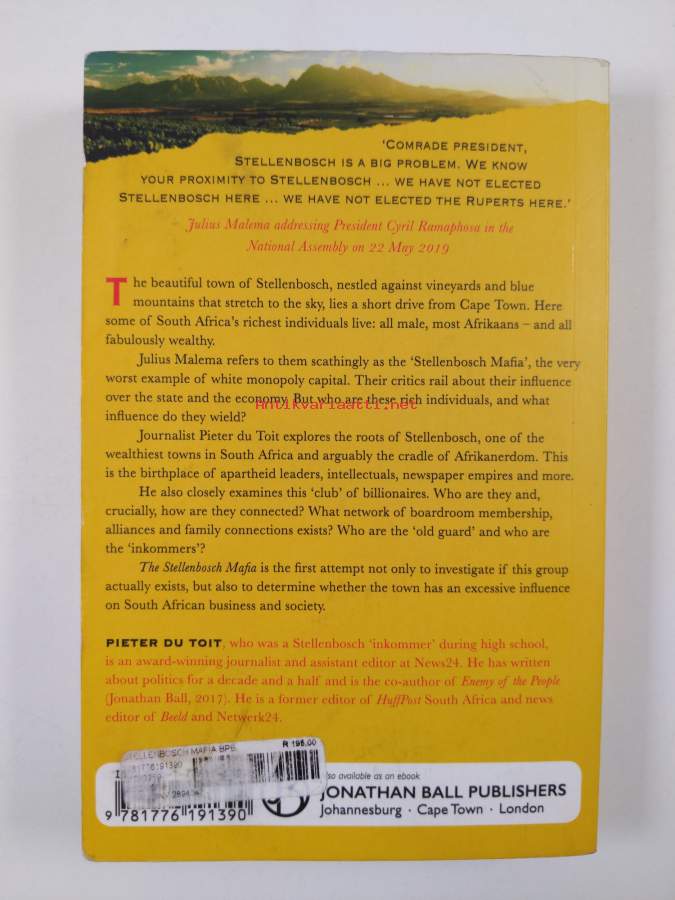 'COMRADE PRESIDENT,
STELLENBOSCH IS A BIG PROBLEM. WE KNOW
YOUR PROXIMITY TO STELLENBOSCH ... WE HAVE NOT ELECTED
STELLENBOSCH HERE ... WE HAVE NOT ELECTED THE RUPERTS HERE.'
Julius Malema addressing President Cyril Ramaphosa in the
National Assembly on 22 May 2019
The beautiful town of Stellenbosch, nestled against vineyards and blue
mountains that stretch to the sky, lies a short drive from Cape Town. Here
some of South Africa's richest individuals live: all male, most Afrikaans – and all
fabulously wealthy.
Julius Malema refers to them scathingly as the 'Stellenbosch Mafia', the very
worst example of white monopoly capital. Their critics rail about their influence
over the state and the economy. But who are these rich individuals, and what
antikvariaatti.net
influence do they wield?
Journalist Pieter du Toit explores the roots of Stellenbosch, one of the
wealthiest towns in South Africa and arguably the cradle of Afrikanerdom. This
is the birthplace of apartheid leaders, intellectuals, newspaper empires and more.
He also closely examines this 'club' of billionaires. Who are they and,
crucially, how are they connected? What network of boardroom membership,
alliances and family connections exists? Who are the 'old guard' and who are
the 'inkommers'?
The Stellenbosch Mafia is the first attempt not only to investigate if this group
actually exists, but also to determine whether the town has an excessive influence
on South African business and society.
PIETER DU TOIT, who was a Stellenbosch 'inkommer' during high school,
is an award-winning journalist and assistant editor at News24. He has written
about politics for a decade and a half and is the co-author of Enemy of the People
(Jonathan Ball, 2017). He is a former editor of HuffPost South Africa and news
editor of Beeld and Netwerk24.
STELLENBOSCH MAFIA BPB
R 195.00
also available as an ebook
JONATHAN BALL PUBLISHERS
Johannesburg · Cape Town · London
9 781776 191390